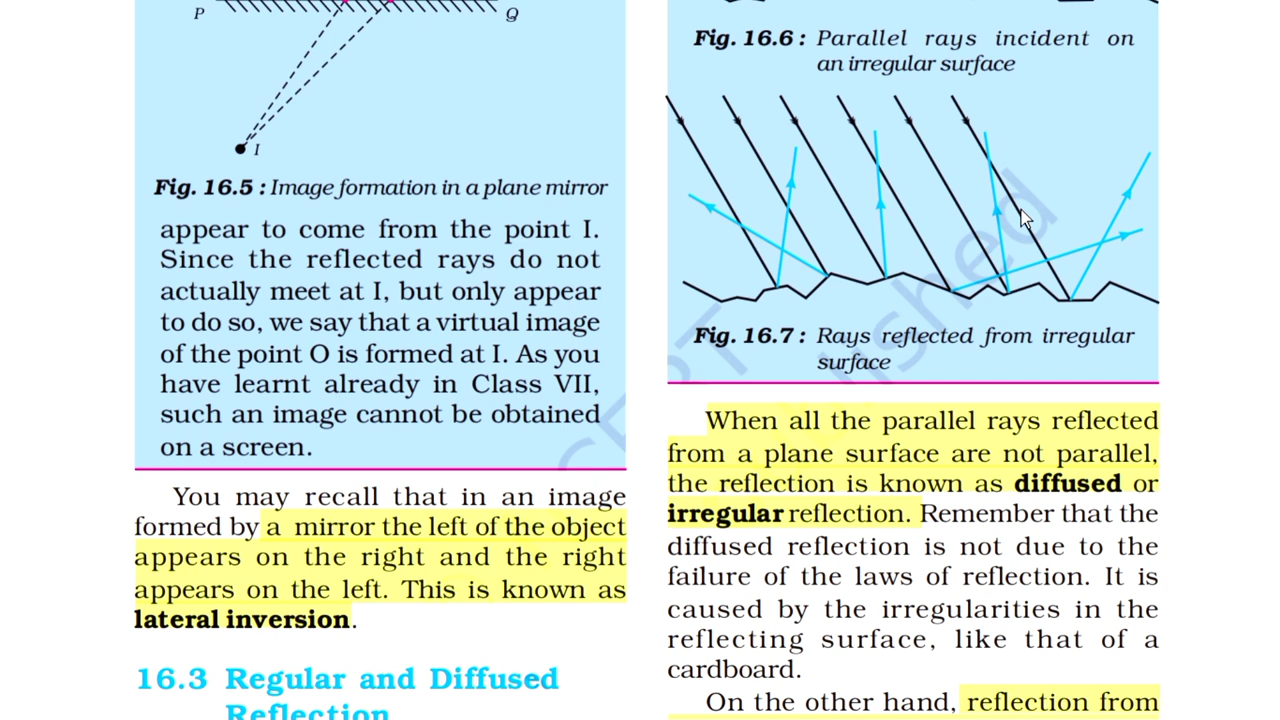 P
Q
I
Fig. 16.5 : Image formation in a plane mirror
appear to come from the point I.
Since the reflected rays do not
actually meet at I, but only appear
to do so, we say that a virtual image
of the point O is formed at I. As you
have learnt already in Class VII,
such an image cannot be obtained
on a screen.
You may recall that in an image
formed by a mirror the left of the object
appears on the right and the right
appears on the left. This is known as
lateral inversion.
16.3 Regular and Diffused
Reflection
Fig. 16.6 : Parallel rays incident on
an irregular surface
Fig. 16.7 : Rays reflected from irregular
surface
When all the parallel rays reflected
from a plane surface are not parallel,
the reflection is known as diffused or
irregular reflection. Remember that the
diffused reflection is not due to the
failure of the laws of reflection. It is
caused by the irregularities in the
reflecting surface, like that of a
cardboard.
On the other hand, reflection from